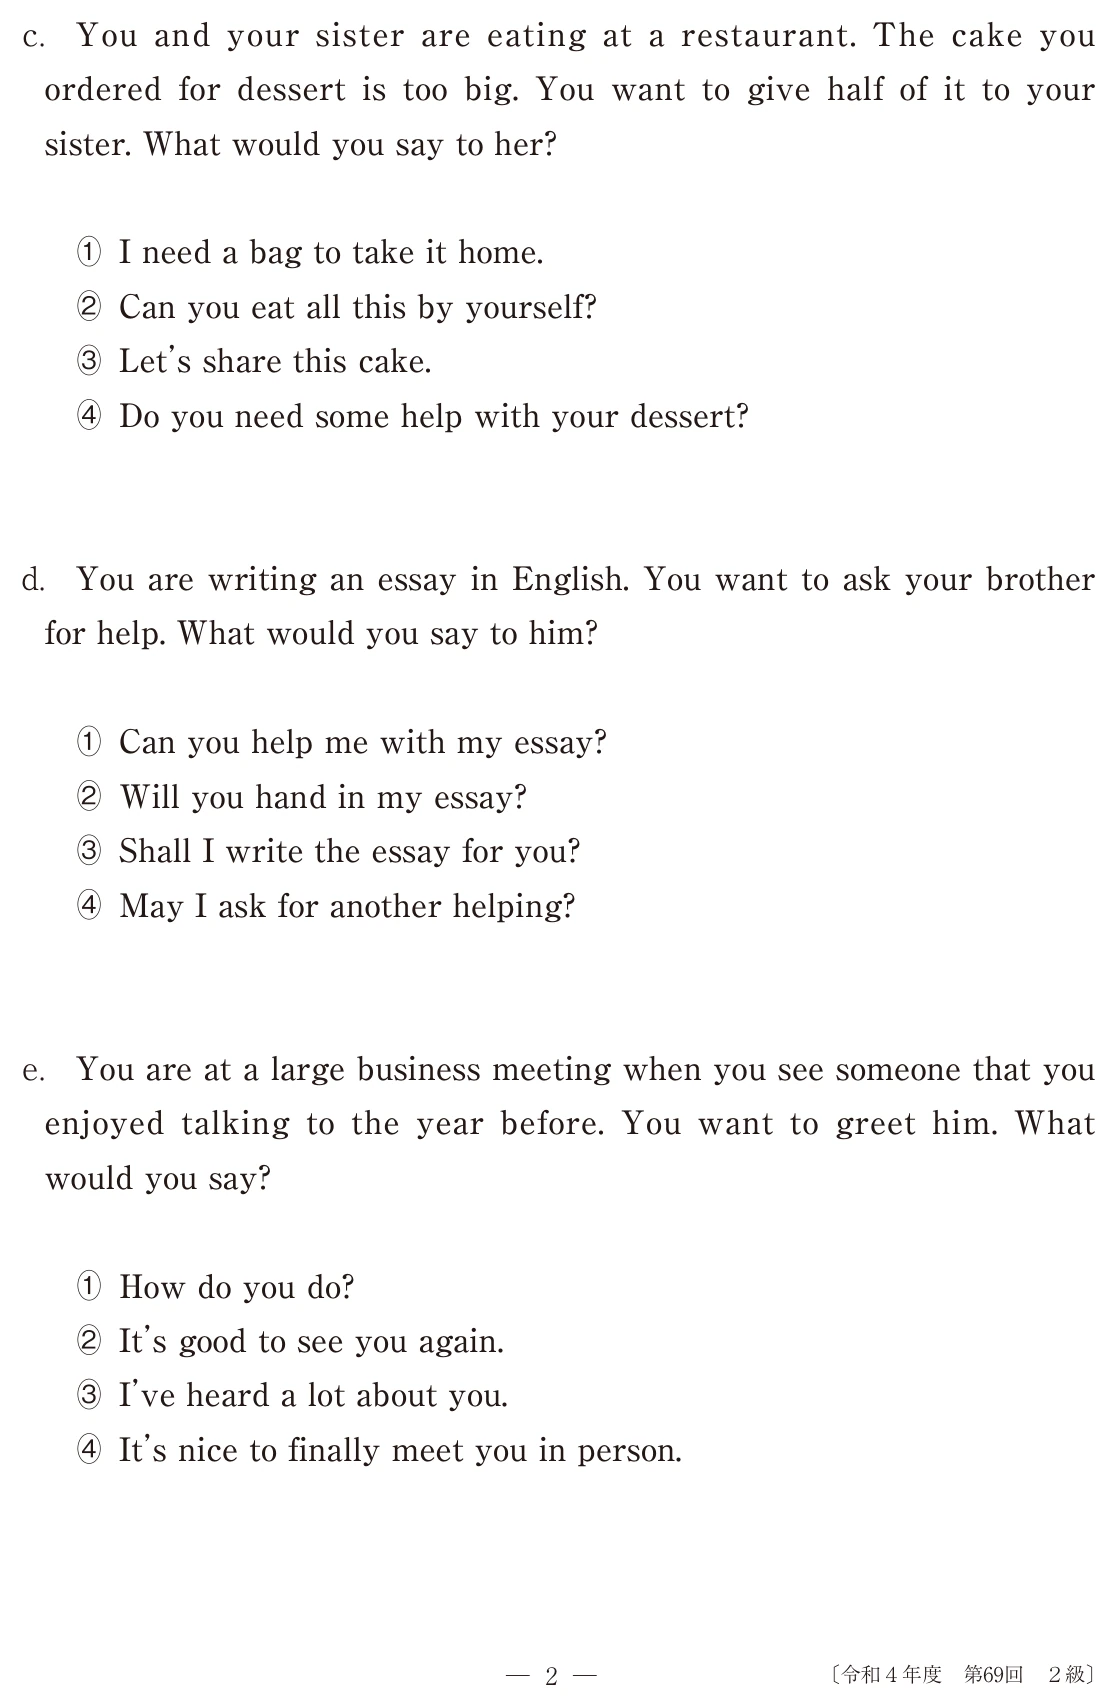 c. You and your sister are eating at a restaurant. The cake you
ordered for dessert is too big. You want to give half of it to your
sister. What would you say to her?
① I need a bag to take it home.
② Can you eat all this by yourself?
③ Let's share this cake.
④ Do you need some help with your dessert?
d. You are writing an essay in English. You want to ask your brother
for help. What would you say to him?
① Can you help me with my essay?
② Will you hand in my essay?
③ Shall I write the essay for you?
④ May I ask for another helping?
e. You are at a large business meeting when you see someone that you
enjoyed talking to the year before. You want to greet him. What
would you say?
① How do you do?
② It's good to see you again.
③ I've heard a lot about you.
④ It's nice to finally meet you in person.
— 2 —
〔令和４年度　第69回　２級〕